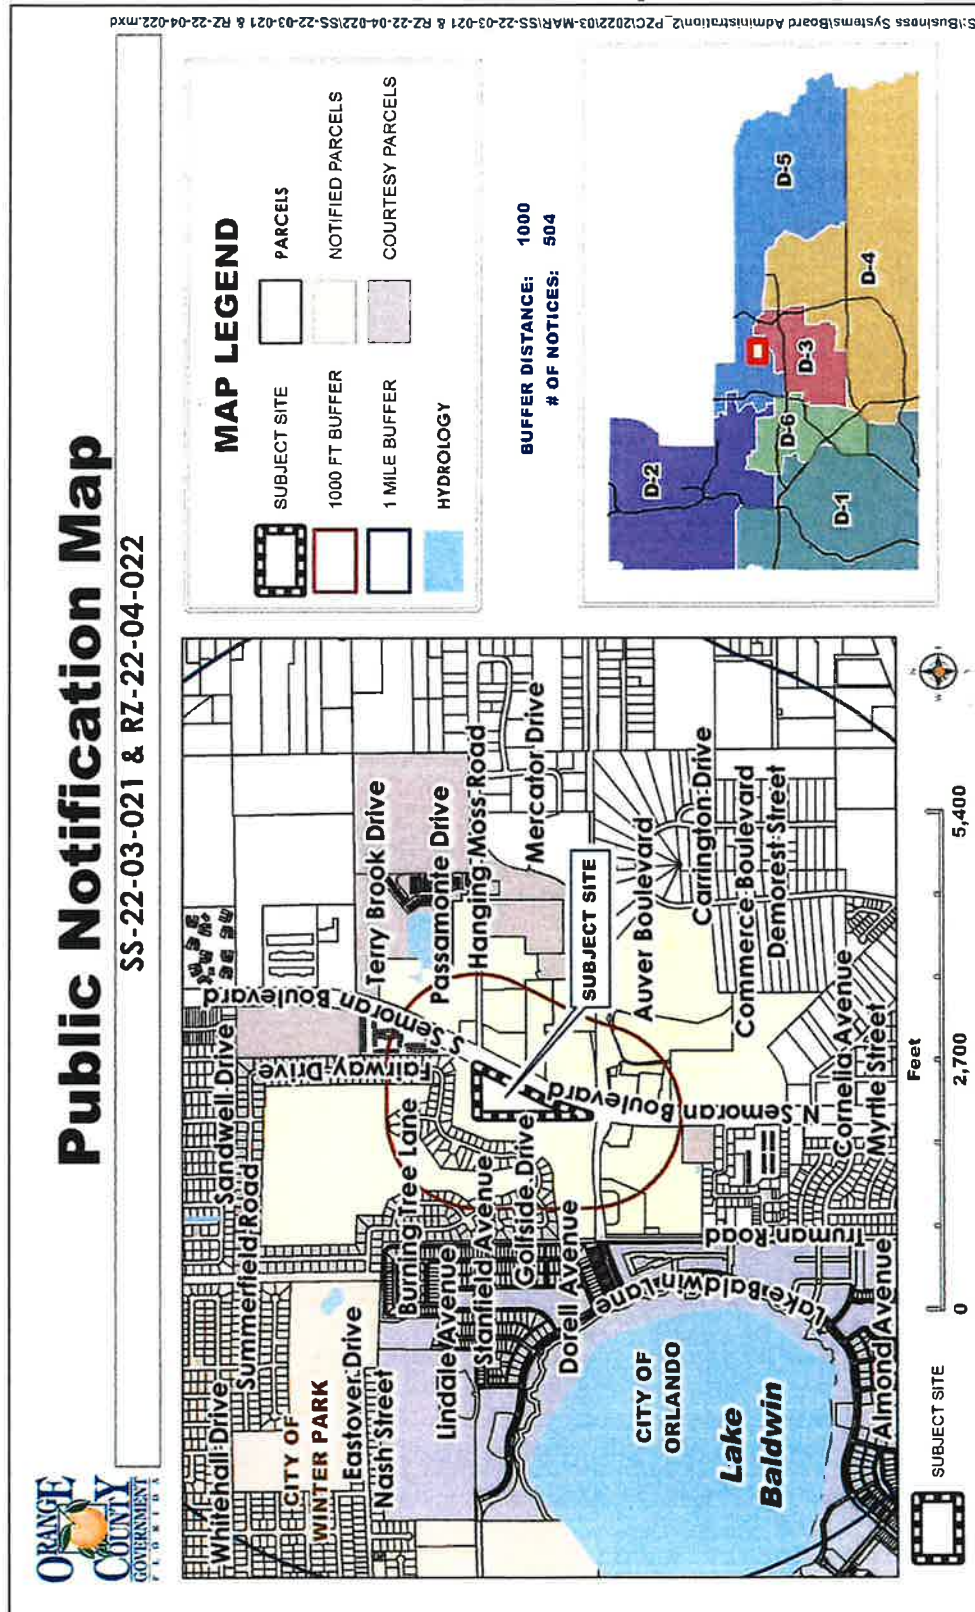 ORANGE
COUNTY
GOVERNMENT
FLORIDA
Public Notification Map
SS-22-03-021 & RZ-22-04-022
Whitehall Drive
Sandwell Drive
Summerfield Road
CITY OF
WINTER PARK
Eastover Drive
Nash Street
Burning Tree Lane
Lindale Avenue
Stanfield Avenue
Golfside Drive
Dorell Avenue
Fairway Drive
S Semoran Boulevard
Terry Brook Drive
Passamonte Drive
Hanging Moss Road
Mercator Drive
SUBJECT SITE
N Semoran Boulevard
Auver Boulevard
Carrington Drive
Commerce Boulevard
Demorest Street
Cornelia Avenue
Myrtle Street
Truman Road
Lake Baldwin Lane
Almond Avenue
CITY OF
ORLANDO
Lake
Baldwin
SUBJECT SITE
Feet
0 2,700 5,400
N
W
MAP LEGEND
SUBJECT SITE
PARCELS
1000 FT BUFFER
NOTIFIED PARCELS
1 MILE BUFFER
COURTESY PARCELS
HYDROLOGY
BUFFER DISTANCE: 1000
# OF NOTICES: 504
D-2
D-5
D-6
D-3
D-1
D-4
S:\Business Systems\Board Administration\2_PZC\2022\03-MAR\SS-22-03-021 & RZ-22-04-022\SS-22-03-021 & RZ-22-04-022.mxd